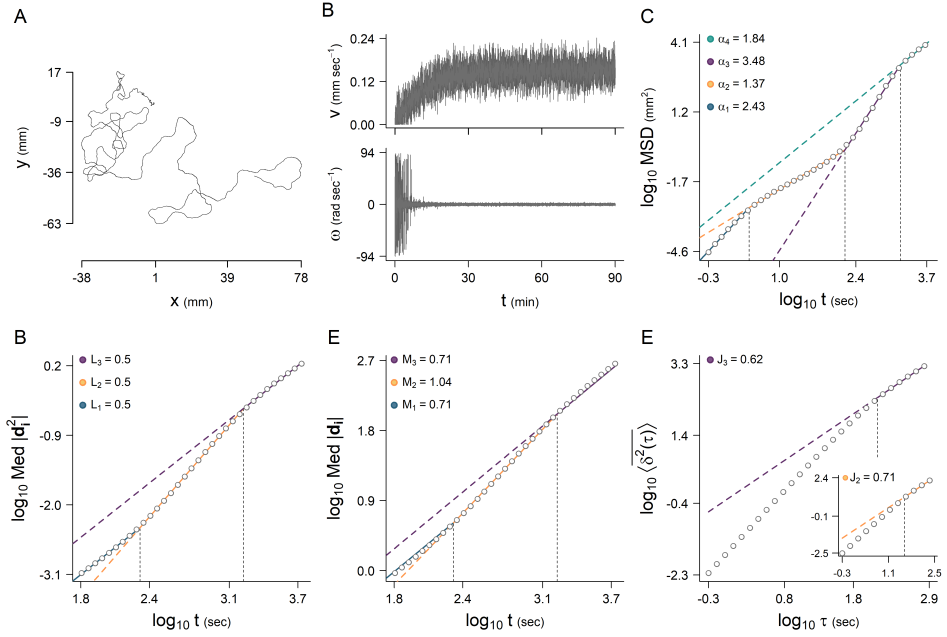 A
17
-9
-36
-63
y (mm)
-38
1
39
78
x (mm)
B
0.24
0.12
0.00
v (mm sec⁻¹)
94
0
-94
ω (rad sec⁻¹)
0
30
60
90
t (min)
C
α₄ = 1.84
α₃ = 3.48
α₂ = 1.37
α₁ = 2.43
4.1
1.2
-1.7
-4.6
log₁₀ MSD (mm²)
-0.3
1.0
2.4
3.7
log₁₀ t (sec)
B
L₃ = 0.5
L₂ = 0.5
L₁ = 0.5
0.2
-0.9
-2.0
-3.1
log₁₀ Med |dᵢ²|
1.8
2.4
3.1
3.7
log₁₀ t (sec)
E
M₃ = 0.71
M₂ = 1.04
M₁ = 0.71
2.7
1.8
0.9
0.0
log₁₀ Med |dᵢ|
1.8
2.4
3.1
3.7
log₁₀ t (sec)
E
J₃ = 0.62
3.3
1.4
-0.4
-2.3
log₁₀ ⟨δ²(τ)⟩
-0.3
0.8
1.8
2.9
log₁₀ τ (sec)
J₂ = 0.71
2.4
-0.1
-2.5
-0.3
1.1
2.5